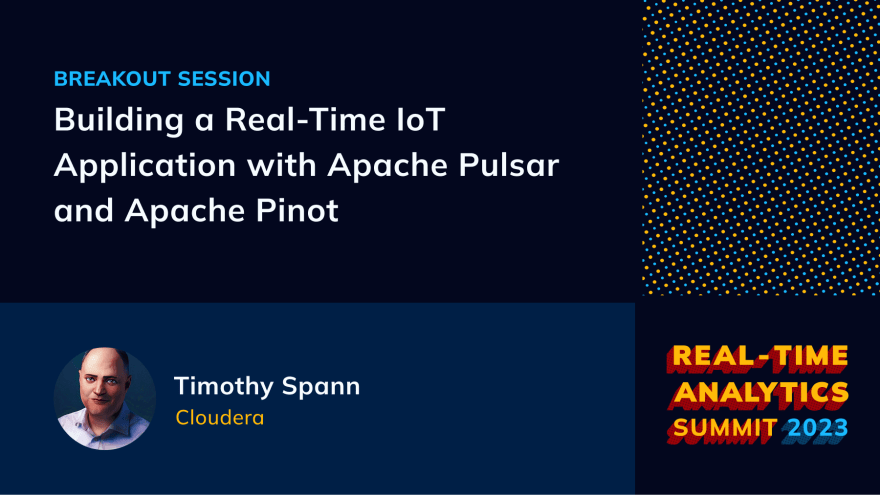 BREAKOUT SESSION
Building a Real-Time IoT
Application with Apache Pulsar
and Apache Pinot
Timothy Spann
Cloudera
REAL-TIME
ANALYTICS
SUMMIT 2023